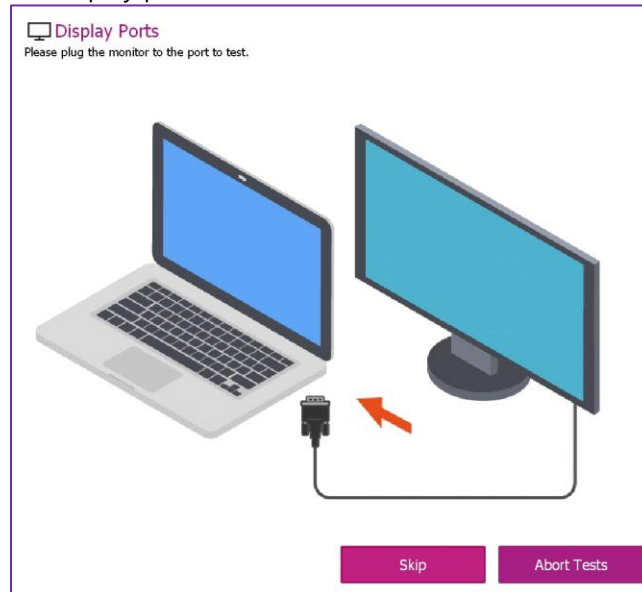 Display Ports
Please plug the monitor to the port to test.
Skip
Abort Tests